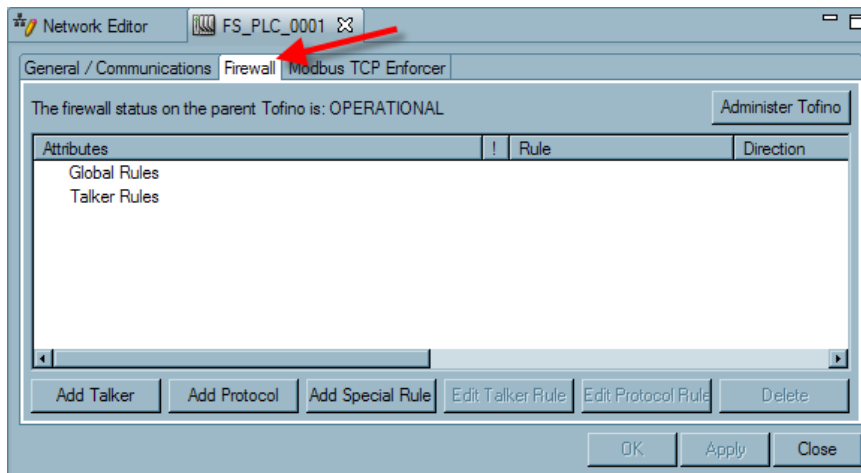 Network Editor FS_PLC_0001
General / Communications Firewall Modbus TCP Enforcer
The firewall status on the parent Tofino is: OPERATIONAL Administer Tofino
Attributes ! Rule Direction
Global Rules
Talker Rules
Add Talker Add Protocol Add Special Rule Edit Talker Rule Edit Protocol Rule Delete
OK Apply Close